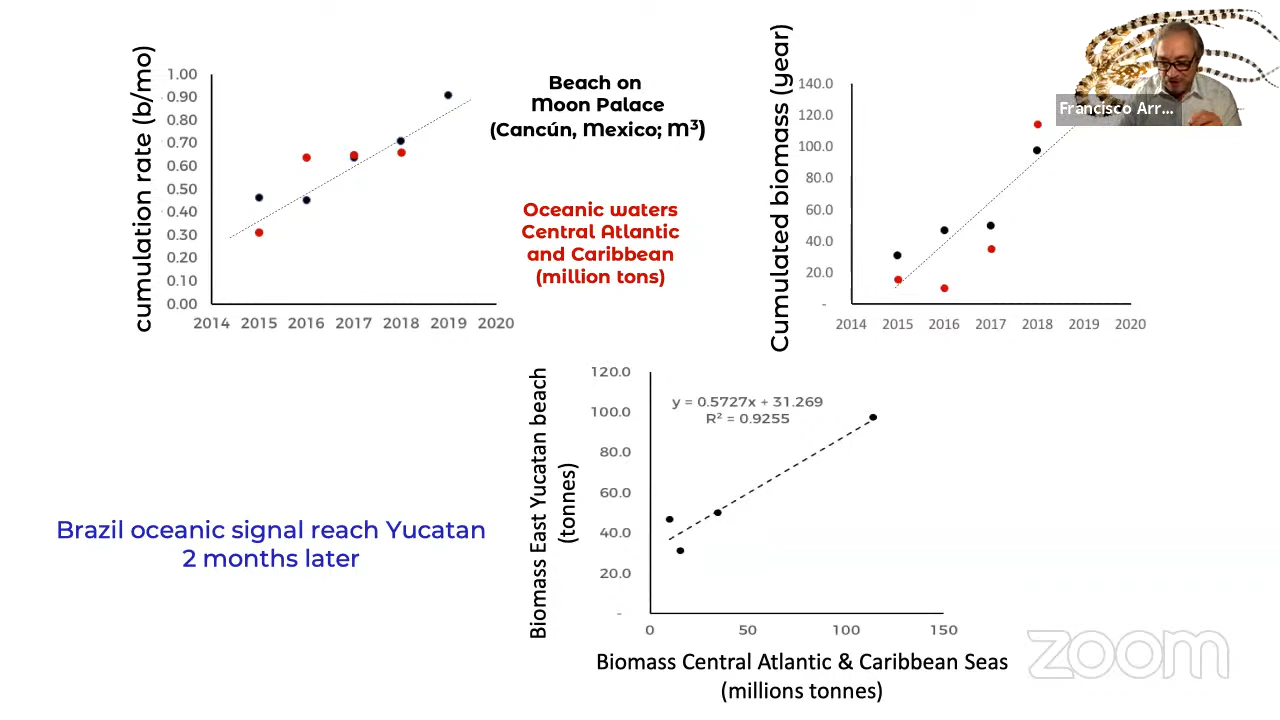 cumulation rate (b/mo)
1.00
0.90
0.80
0.70
0.60
0.50
0.40
0.30
0.20
0.10
0.00
2014 2015 2016 2017 2018 2019 2020
Beach on
Moon Palace
(Cancún, Mexico; m³)
Oceanic waters
Central Atlantic
and Caribbean
(million tons)
Cumulated biomass (year)
140.0
120.0
100.0
80.0
60.0
40.0
20.0
-
2014 2015 2016 2017 2018 2019 2020
Francisco Arr...
Brazil oceanic signal reach Yucatan
2 months later
Biomass East Yucatan beach
(tonnes)
120.0
100.0
80.0
60.0
40.0
20.0
-
y = 0.5727x + 31.269
R² = 0.9255
0 50 100 150
Biomass Central Atlantic & Caribbean Seas
(millions tonnes)
zoom